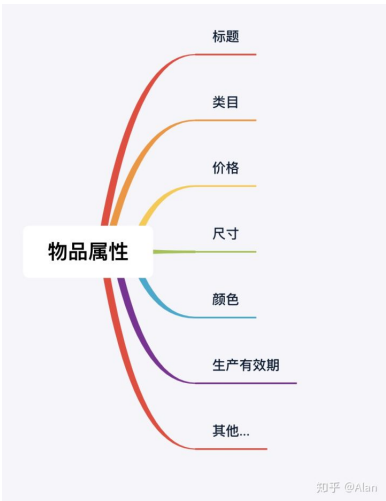 标题
类目
价格
物品属性
尺寸
颜色
生产有效期
其他...
知乎 @Alan